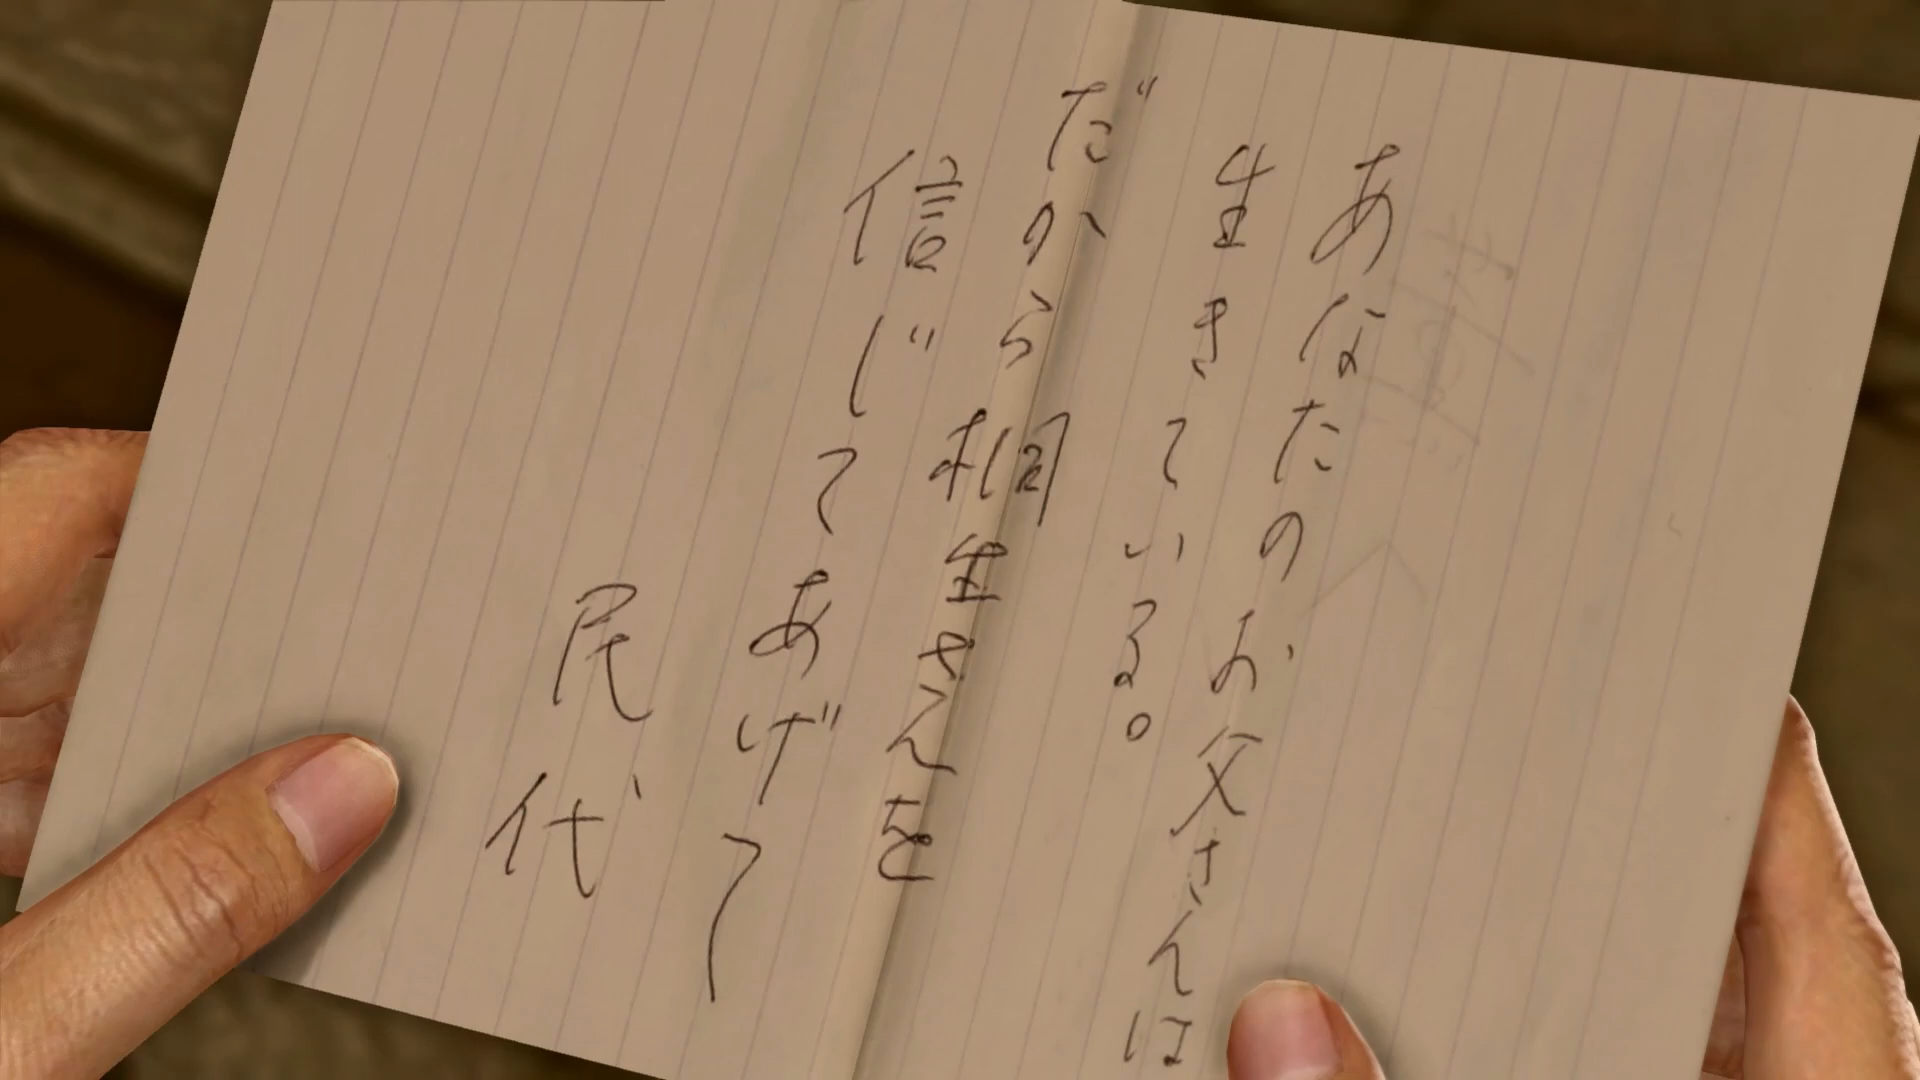 あなたのお父さんは
生きている。
だから桐生さんを
信じてあげて
民代